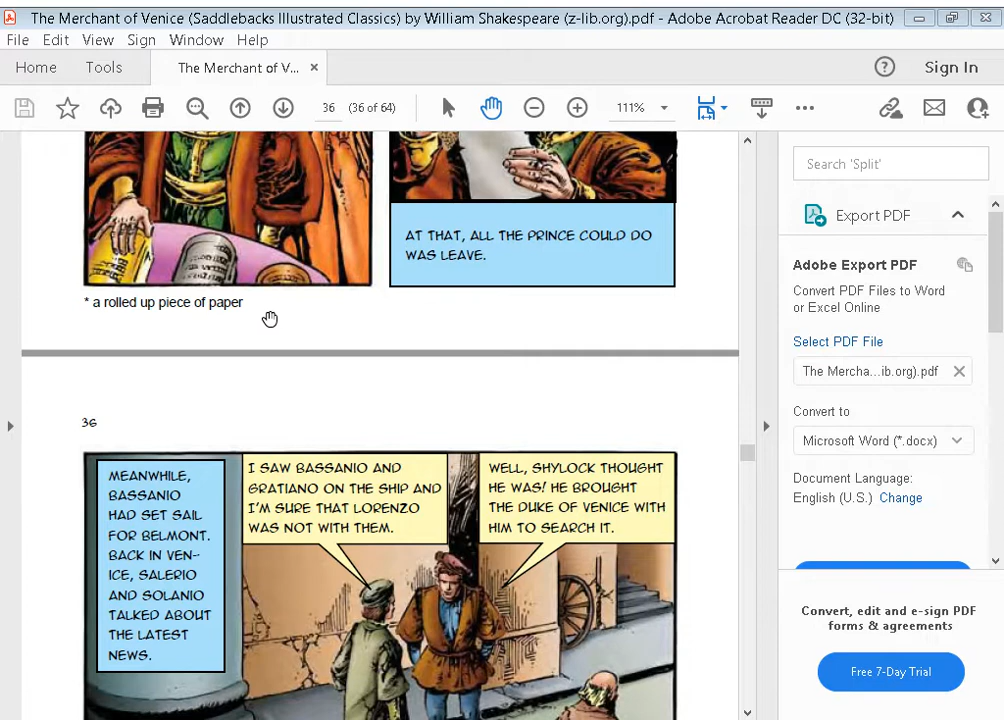 The Merchant of Venice (Saddlebacks Illustrated Classics) by William Shakespeare (z-lib.org).pdf - Adobe Acrobat Reader DC (32-bit)
File Edit View Sign Window Help
Home Tools The Merchant of V... × Sign In
36 (36 of 64) 111%
Search 'Split'
Export PDF
Adobe Export PDF
Convert PDF Files to Word
or Excel Online
Select PDF File
The Mercha...ib.org).pdf
Convert to
Microsoft Word (*.docx)
Document Language:
English (U.S.) Change
Convert, edit and e-sign PDF
forms & agreements
Free 7-Day Trial
AT THAT, ALL THE PRINCE COULD DO
WAS LEAVE.
* a rolled up piece of paper
36
MEANWHILE,
BASSANIO
HAD SET SAIL
FOR BELMONT.
BACK IN VEN-
ICE, SALERIO
AND SOLANIO
TALKED ABOUT
THE LATEST
NEWS.
I SAW BASSANIO AND
GRATIANO ON THE SHIP AND
I'M SURE THAT LORENZO
WAS NOT WITH THEM.
WELL, SHYLOCK THOUGHT
HE WAS! HE BROUGHT
THE DUKE OF VENICE WITH
HIM TO SEARCH IT.